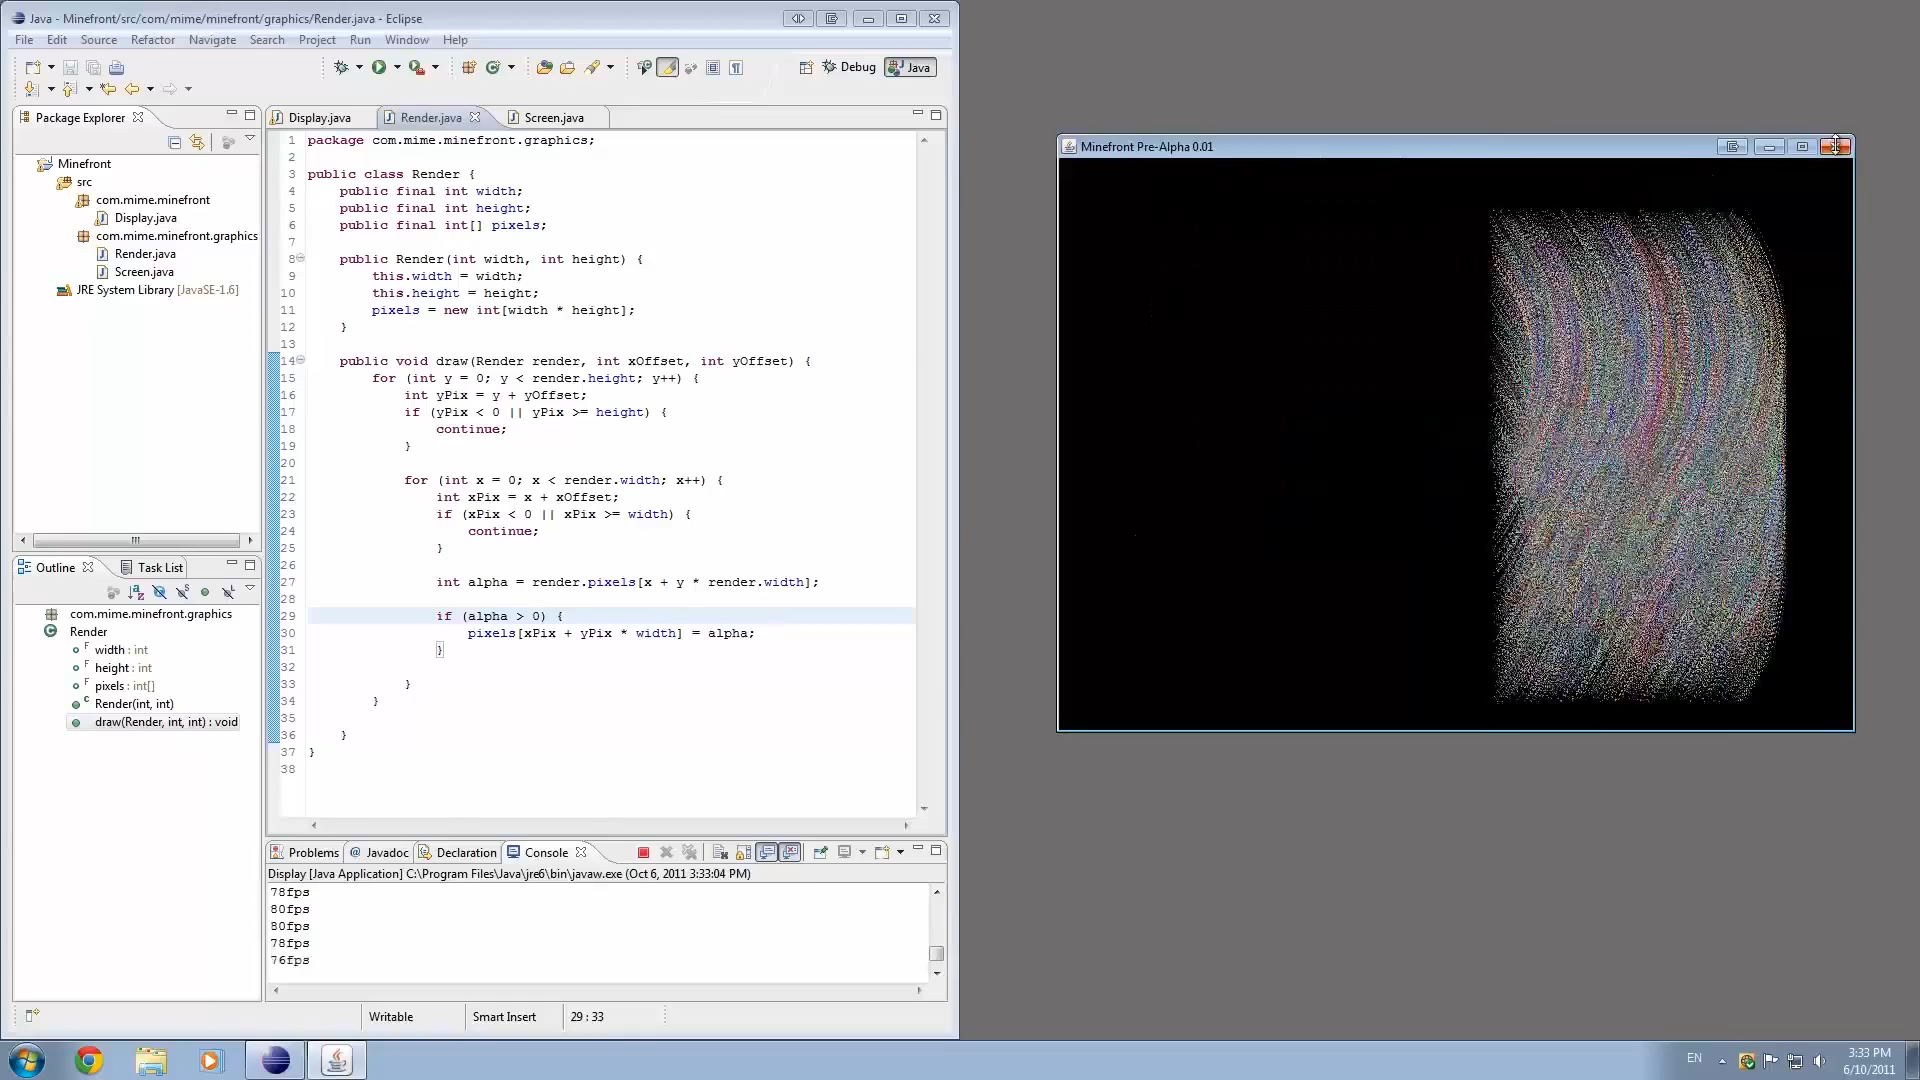 Java - Minefront/src/com/mime/minefront/graphics/Render.java - Eclipse
File Edit Source Refactor Navigate Search Project Run Window Help
Debug Java
Package Explorer
Minefront
src
com.mime.minefront
Display.java
com.mime.minefront.graphics
Render.java
Screen.java
JRE System Library [JavaSE-1.6]
Outline Task List
com.mime.minefront.graphics
Render
width : int
height : int
pixels : int[]
Render(int, int)
draw(Render, int, int) : void
Display.java Render.java Screen.java
1 package com.mime.minefront.graphics;
2
3 public class Render {
4 public final int width;
5 public final int height;
6 public final int[] pixels;
7
8 public Render(int width, int height) {
9 this.width = width;
10 this.height = height;
11 pixels = new int[width * height];
12 }
13
14 public void draw(Render render, int xOffset, int yOffset) {
15 for (int y = 0; y < render.height; y++) {
16 int yPix = y + yOffset;
17 if (yPix < 0 || yPix >= height) {
18 continue;
19 }
20
21 for (int x = 0; x < render.width; x++) {
22 int xPix = x + xOffset;
23 if (xPix < 0 || xPix >= width) {
24 continue;
25 }
26
27 int alpha = render.pixels[x + y * render.width];
28
29 if (alpha > 0) {
30 pixels[xPix + yPix * width] = alpha;
31 }
32
33 }
34 }
35
36 }
37 }
38
Problems @ Javadoc Declaration Console
Display [Java Application] C:\Program Files\Java\jre6\bin\javaw.exe (Oct 6, 2011 3:33:04 PM)
78fps
80fps
80fps
78fps
76fps
Writable Smart Insert 29 : 33
Minefront Pre-Alpha 0.01
EN
3:33 PM
6/10/2011